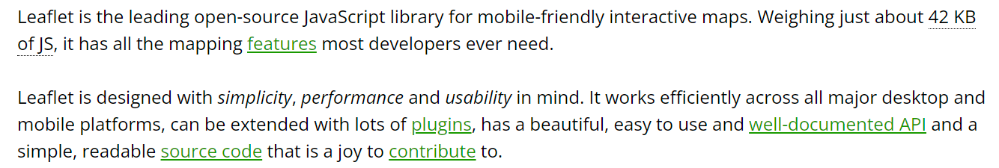 Leaflet is the leading open-source JavaScript library for mobile-friendly interactive maps. Weighing just about 42 KB
of JS, it has all the mapping features most developers ever need.
Leaflet is designed with simplicity, performance and usability in mind. It works efficiently across all major desktop and
mobile platforms, can be extended with lots of plugins, has a beautiful, easy to use and well-documented API and a
simple, readable source code that is a joy to contribute to.